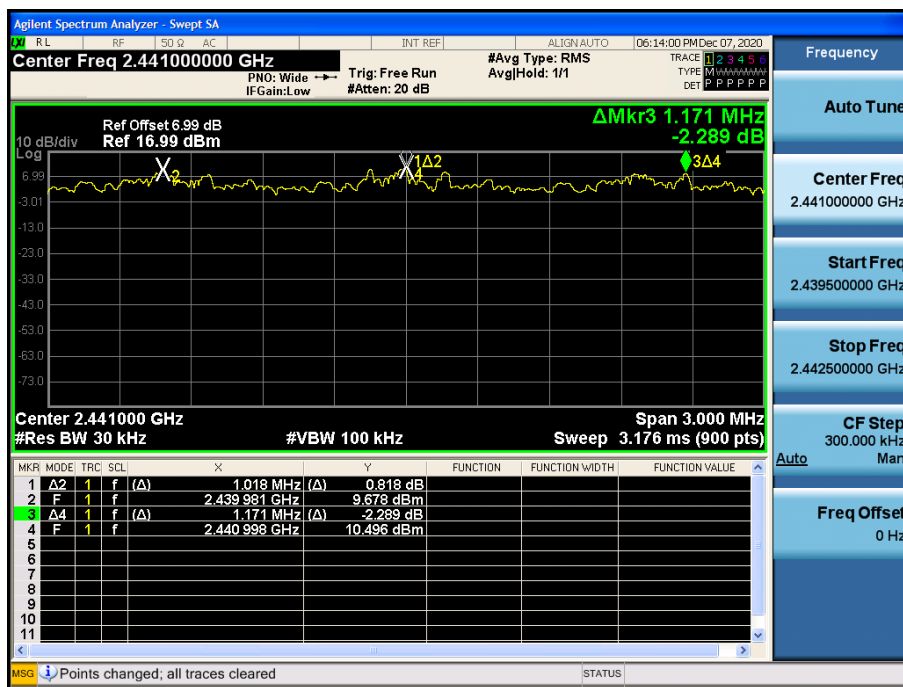 Agilent Spectrum Analyzer - Swept SA
LXI RL RF 50 Ω AC INT REF ALIGN AUTO 06:14:00 PM Dec 07, 2020
Center Freq 2.441000000 GHz
PNO: Wide
IFGain:Low
Trig: Free Run
#Atten: 20 dB
#Avg Type: RMS
Avg|Hold: 1/1
TRACE 1 2 3 4 5 6
TYPE M
DET P P P P P P
ΔMkr3 1.171 MHz
-2.289 dB
Ref Offset 6.99 dB
10 dB/div Ref 16.99 dBm
Log
1Δ2
2
4
3Δ4
6.99
-3.01
-13.0
-23.0
-33.0
-43.0
-53.0
-63.0
-73.0
Center 2.441000 GHz Span 3.000 MHz
#Res BW 30 kHz #VBW 100 kHz Sweep 3.176 ms (900 pts)
MKR MODE TRC SCL X Y FUNCTION FUNCTION WIDTH FUNCTION VALUE
1 Δ2 1 f (Δ) 1.018 MHz (Δ) 0.818 dB
2 F 1 f 2.439 981 GHz 9.678 dBm
3 Δ4 1 f (Δ) 1.171 MHz (Δ) -2.289 dB
4 F 1 f 2.440 998 GHz 10.496 dBm
5
6
7
8
9
10
11
MSG Points changed; all traces cleared STATUS
Frequency
Auto Tune
Center Freq
2.441000000 GHz
Start Freq
2.439500000 GHz
Stop Freq
2.442500000 GHz
CF Step
300.000 kHz
Auto Man
Freq Offset
0 Hz